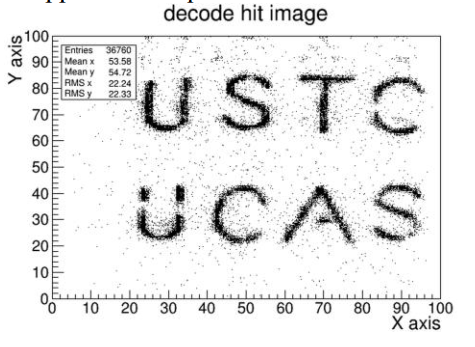 decode hit image
Entries 36760
Mean x 53.58
Mean y 54.72
RMS x 22.24
RMS y 22.33
Y axis
100
90
80
70
60
50
40
30
20
10
0
USTC
UCAS
0 10 20 30 40 50 60 70 80 90 100
X axis